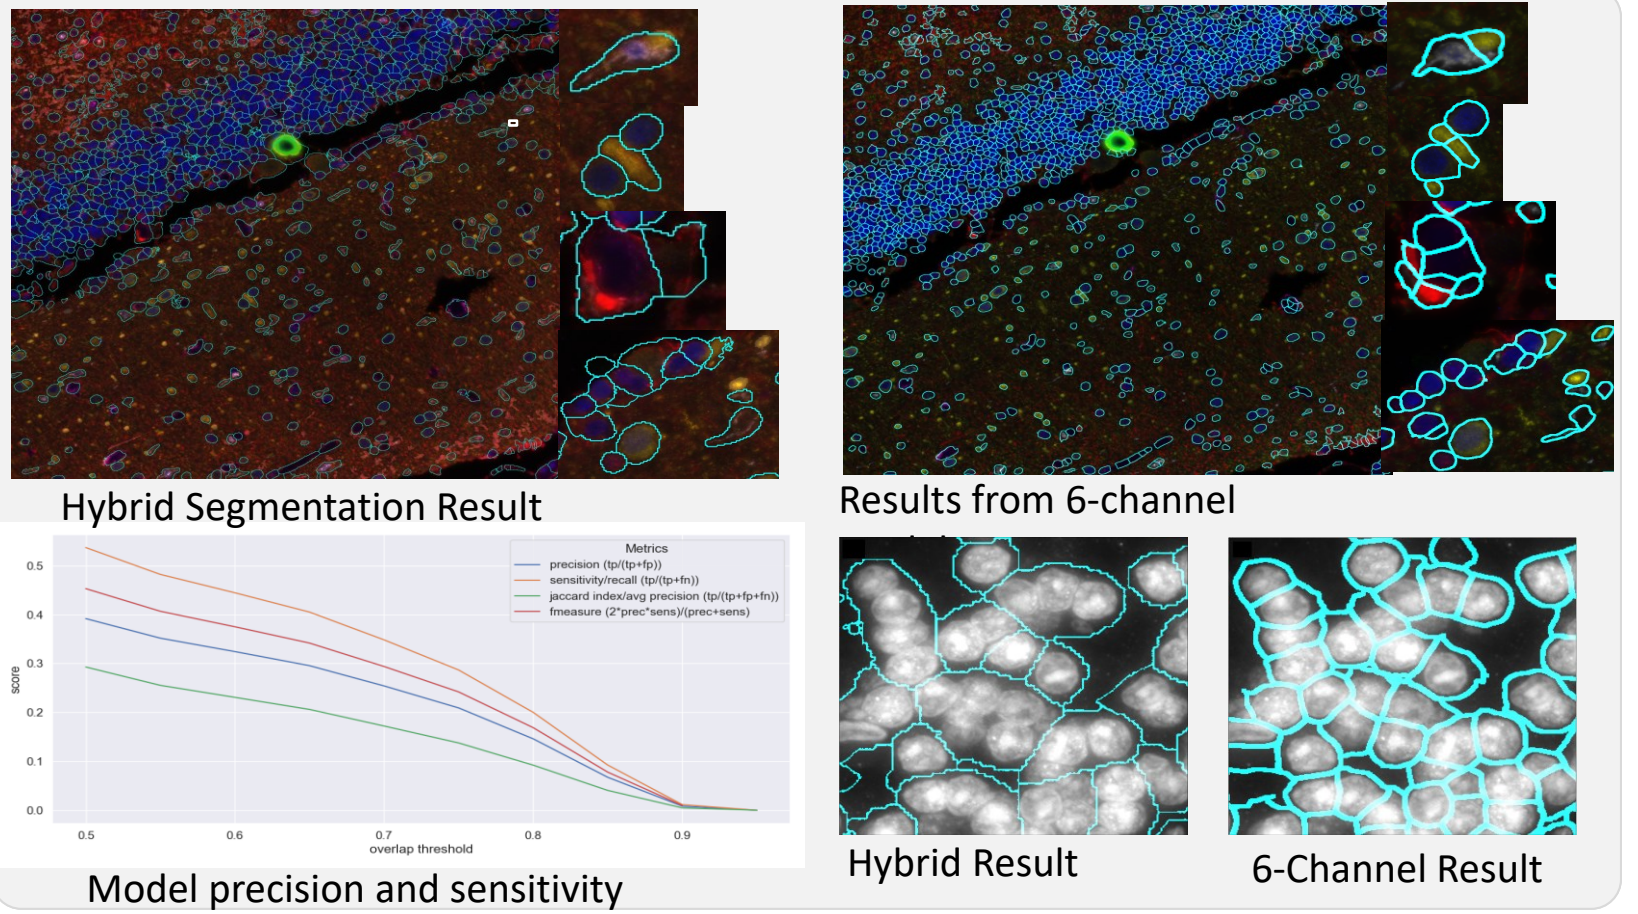 Hybrid Segmentation Result
Results from 6-channel
Metrics
precision (tp/(tp+fp))
sensitivity/recall (tp/(tp+fn))
jaccard index/avg precision (tp/(tp+fp+fn))
fmeasure (2*prec*sens)/(prec+sens)
score
0.5
0.4
0.3
0.2
0.1
0.0
0.5 0.6 0.7 0.8 0.9
overlap threshold
Model precision and sensitivity
Hybrid Result
6-Channel Result